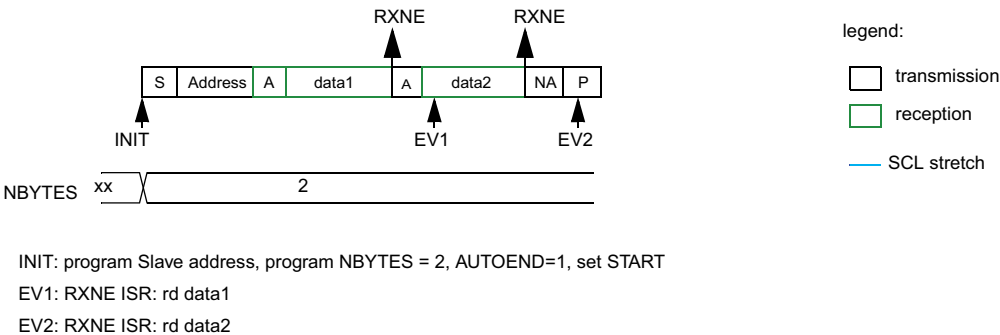 RXNE RXNE
legend:
S Address A data1 A data2 NA P
transmission
reception
INIT EV1 EV2
SCL stretch
NBYTES xx 2
INIT: program Slave address, program NBYTES = 2, AUTOEND=1, set START
EV1: RXNE ISR: rd data1
EV2: RXNE ISR: rd data2